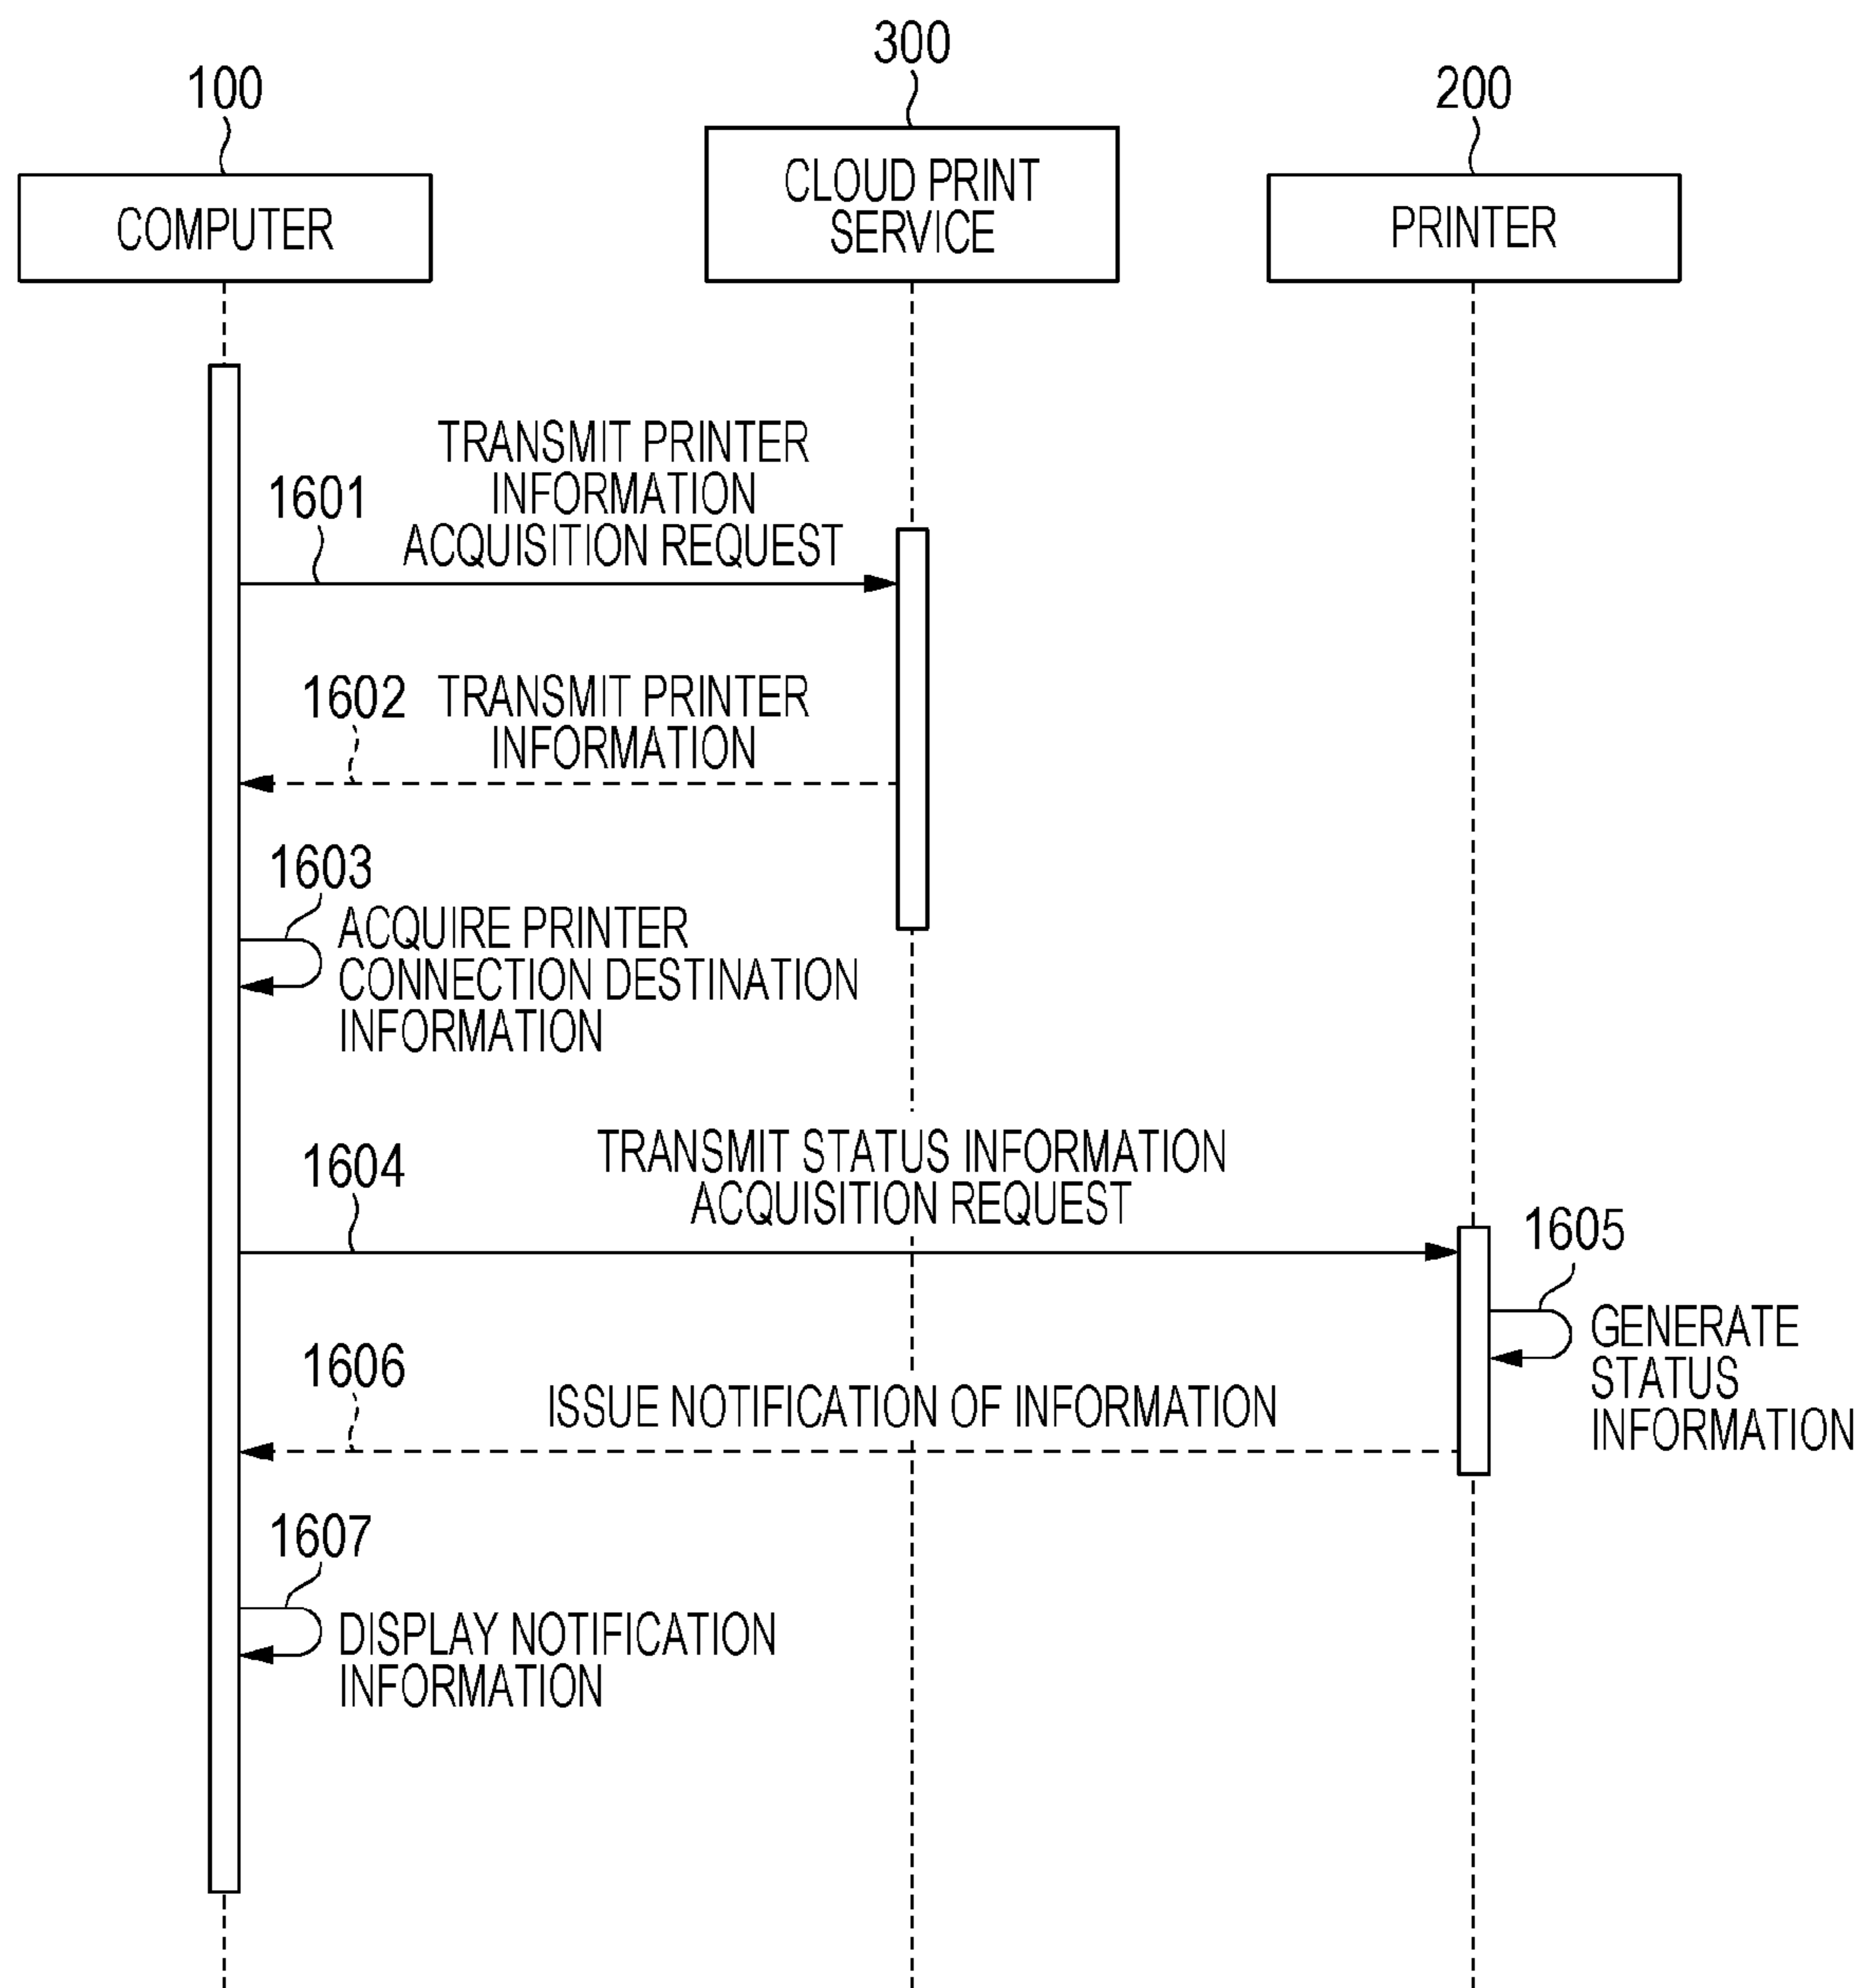 300
100
200
COMPUTER
CLOUD PRINT
SERVICE
PRINTER
1601
TRANSMIT PRINTER
INFORMATION
ACQUISITION REQUEST
1602
TRANSMIT PRINTER
INFORMATION
1603
ACQUIRE PRINTER
CONNECTION DESTINATION
INFORMATION
1604
TRANSMIT STATUS INFORMATION
ACQUISITION REQUEST
1605
GENERATE
STATUS
INFORMATION
1606
ISSUE NOTIFICATION OF INFORMATION
1607
DISPLAY NOTIFICATION
INFORMATION